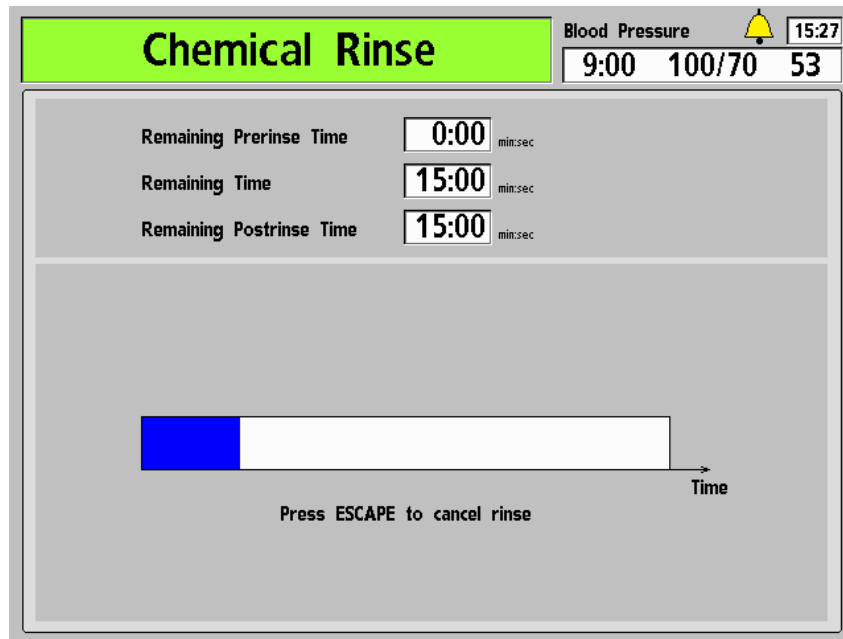 Chemical Rinse
Blood Pressure
15:27
9:00 100/70 53
Remaining Prerinse Time 0:00 min:sec
Remaining Time 15:00 min:sec
Remaining Postrinse Time 15:00 min:sec
Time
Press ESCAPE to cancel rinse